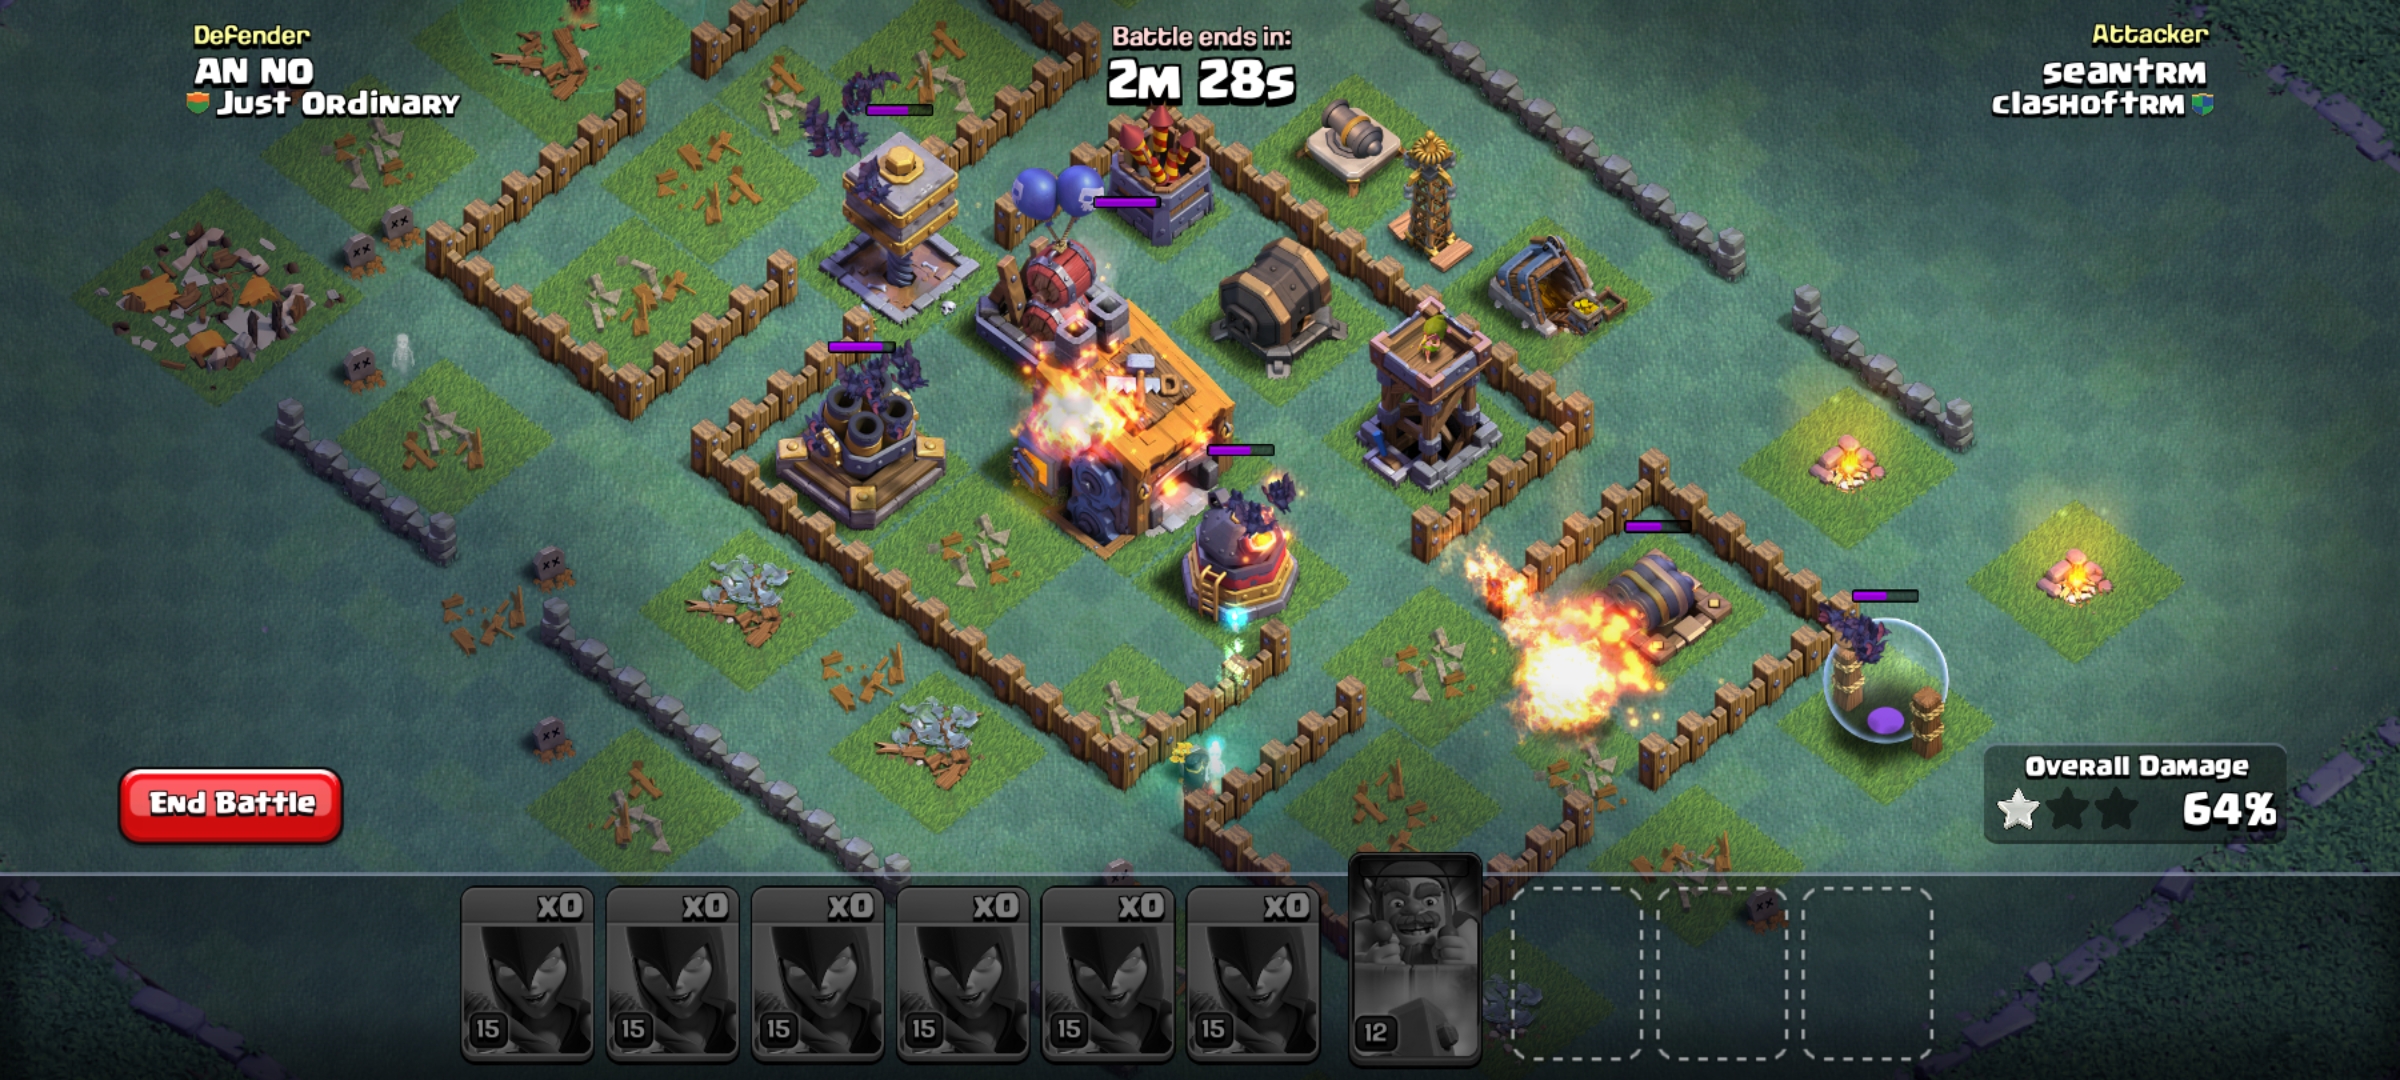 Defender
AN NO
Just Ordinary
Battle ends in:
2M 28s
Attacker
seantRM
clashoftRM
End Battle
Overall Damage
64%
x0
x0
x0
x0
x0
x0
15
15
15
15
15
15
12